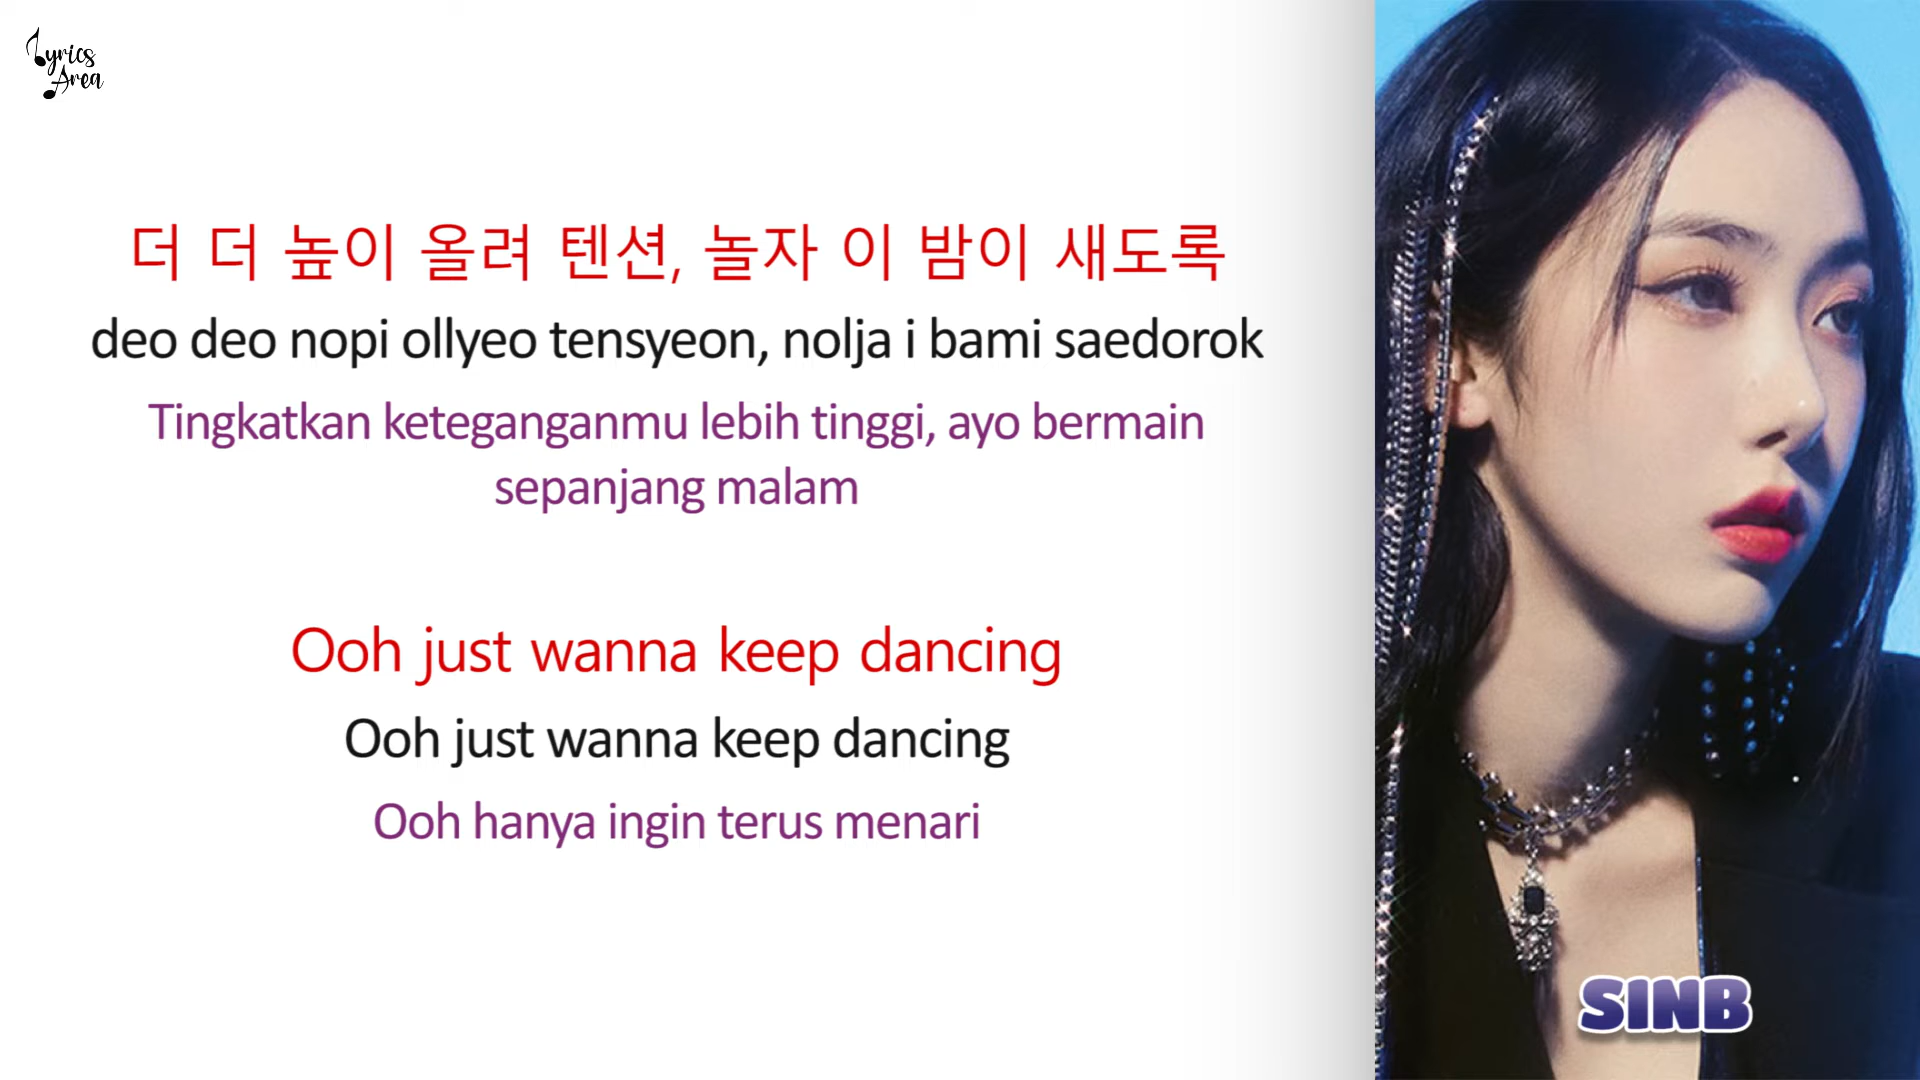 Lyrics
Area
더 더 높이 올려 텐션, 놀자 이 밤이 새도록
deo deo nopi ollyeo tensyeon, nolja i bami saedorok
Tingkatkan keteganganmu lebih tinggi, ayo bermain
sepanjang malam
Ooh just wanna keep dancing
Ooh just wanna keep dancing
Ooh hanya ingin terus menari
SINB